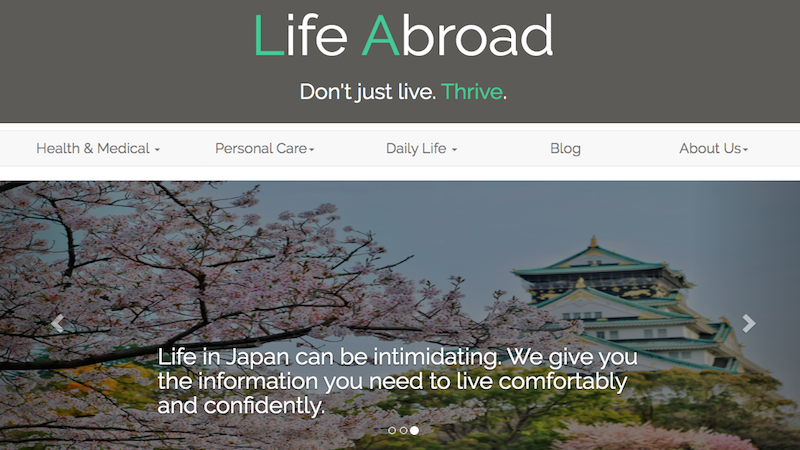 Life Abroad
Don't just live. Thrive.
Health & Medical
Personal Care
Daily Life
Blog
About Us
Life in Japan can be intimidating. We give you
the information you need to live comfortably
and confidently.